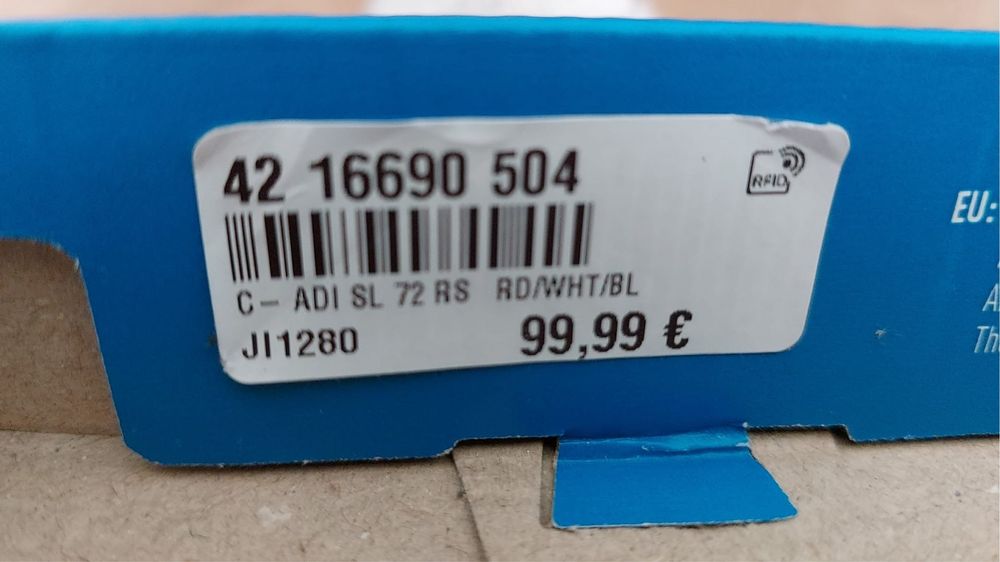 42 16690 504
RFID
C- ADI SL 72 RS RD/WHT/BL
JI1280 99,99 €
EU: